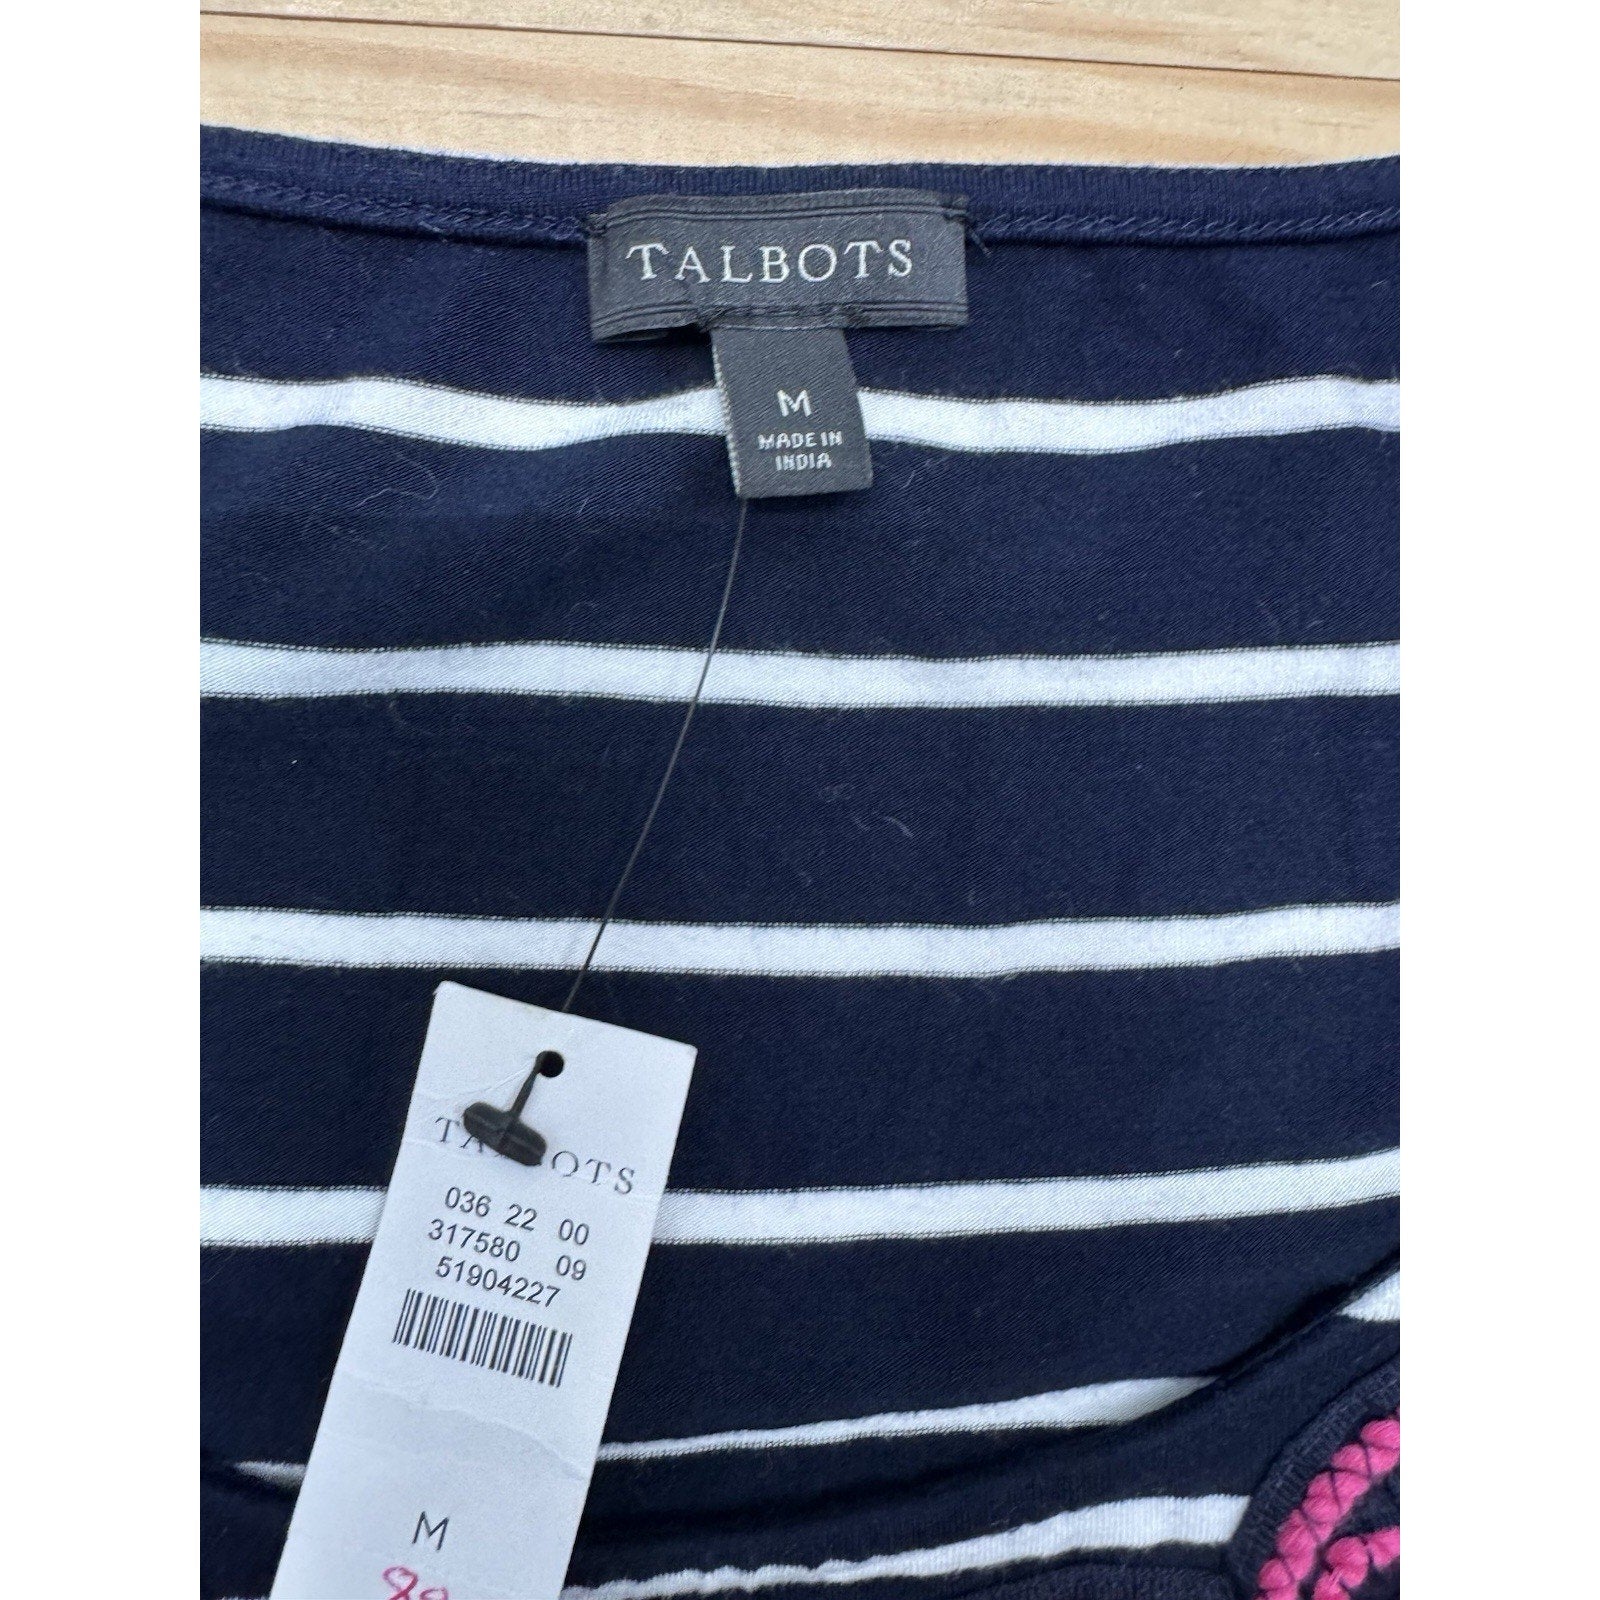 TALBOTS
M
MADE IN
INDIA
TALBOTS
036 22 00
317580 09
51904227
M